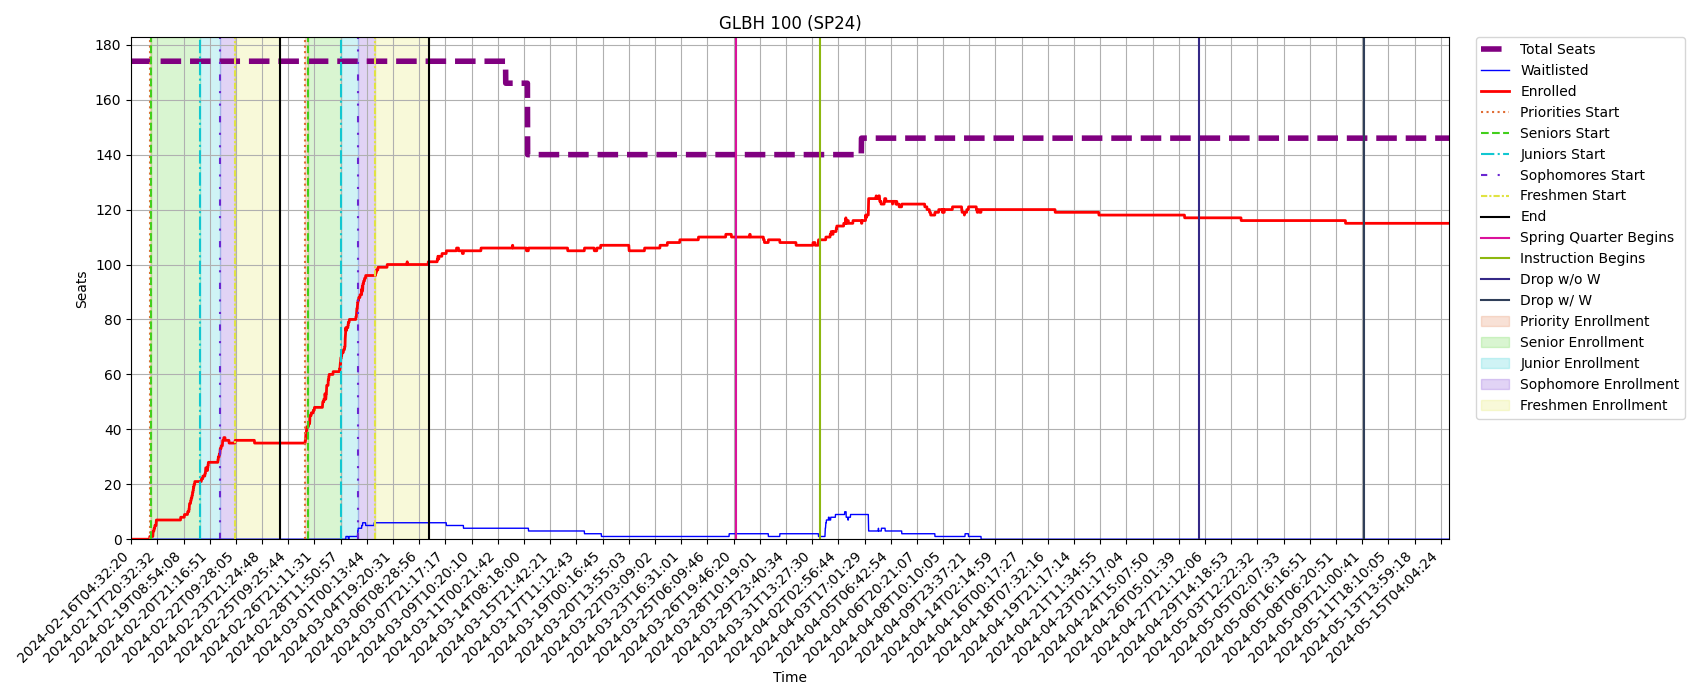 GLBH 100 (SP24)
180
160
140
120
100
80
60
40
20
0
Seats
2024-02-16T04:32:20
2024-02-17T20:32:32
2024-02-19T08:54:08
2024-02-20T21:16:51
2024-02-22T09:28:05
2024-02-23T21:24:48
2024-02-25T09:25:44
2024-02-26T21:11:31
2024-02-28T11:50:57
2024-03-01T00:13:44
2024-03-04T19:20:31
2024-03-06T08:28:56
2024-03-07T21:17:17
2024-03-09T10:20:10
2024-03-11T00:21:42
2024-03-14T08:18:00
2024-03-15T21:42:21
2024-03-17T11:12:43
2024-03-19T00:16:45
2024-03-20T13:55:03
2024-03-22T03:09:02
2024-03-23T16:31:01
2024-03-25T06:09:46
2024-03-26T19:46:20
2024-03-28T10:19:01
2024-03-29T23:40:34
2024-03-31T13:27:30
2024-04-02T02:56:44
2024-04-03T17:01:29
2024-04-05T06:42:54
2024-04-06T20:21:07
2024-04-08T10:10:05
2024-04-09T23:37:21
2024-04-14T02:14:59
2024-04-16T00:17:27
2024-04-18T07:32:16
2024-04-19T21:17:14
2024-04-21T11:34:55
2024-04-23T01:17:04
2024-04-24T15:07:50
2024-04-26T05:01:39
2024-04-27T21:12:06
2024-04-29T14:18:53
2024-05-03T12:22:32
2024-05-05T02:07:33
2024-05-06T16:16:51
2024-05-08T06:20:51
2024-05-09T21:00:41
2024-05-11T18:10:05
2024-05-13T13:59:18
2024-05-15T04:04:24
Time
Total Seats
Waitlisted
Enrolled
Priorities Start
Seniors Start
Juniors Start
Sophomores Start
Freshmen Start
End
Spring Quarter Begins
Instruction Begins
Drop w/o W
Drop w/ W
Priority Enrollment
Senior Enrollment
Junior Enrollment
Sophomore Enrollment
Freshmen Enrollment